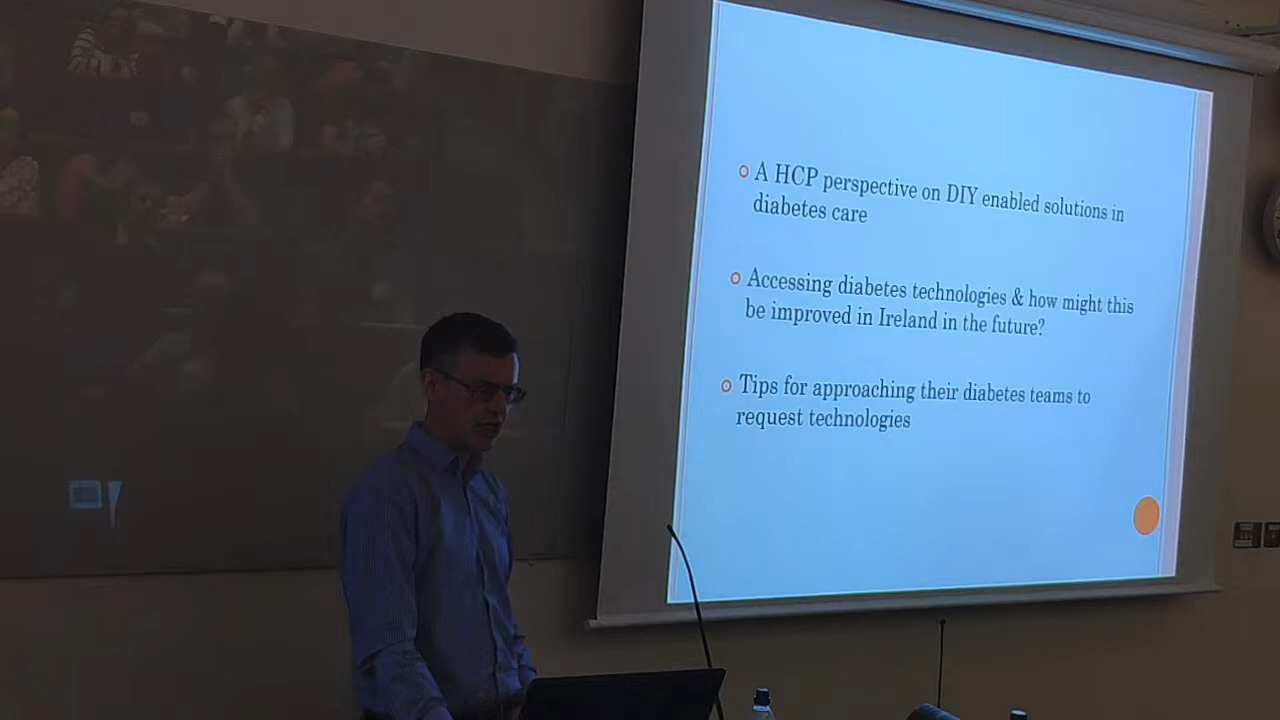 A HCP perspective on DIY enabled solutions in
diabetes care
Accessing diabetes technologies & how might this
be improved in Ireland in the future?
Tips for approaching their diabetes teams to
request technologies